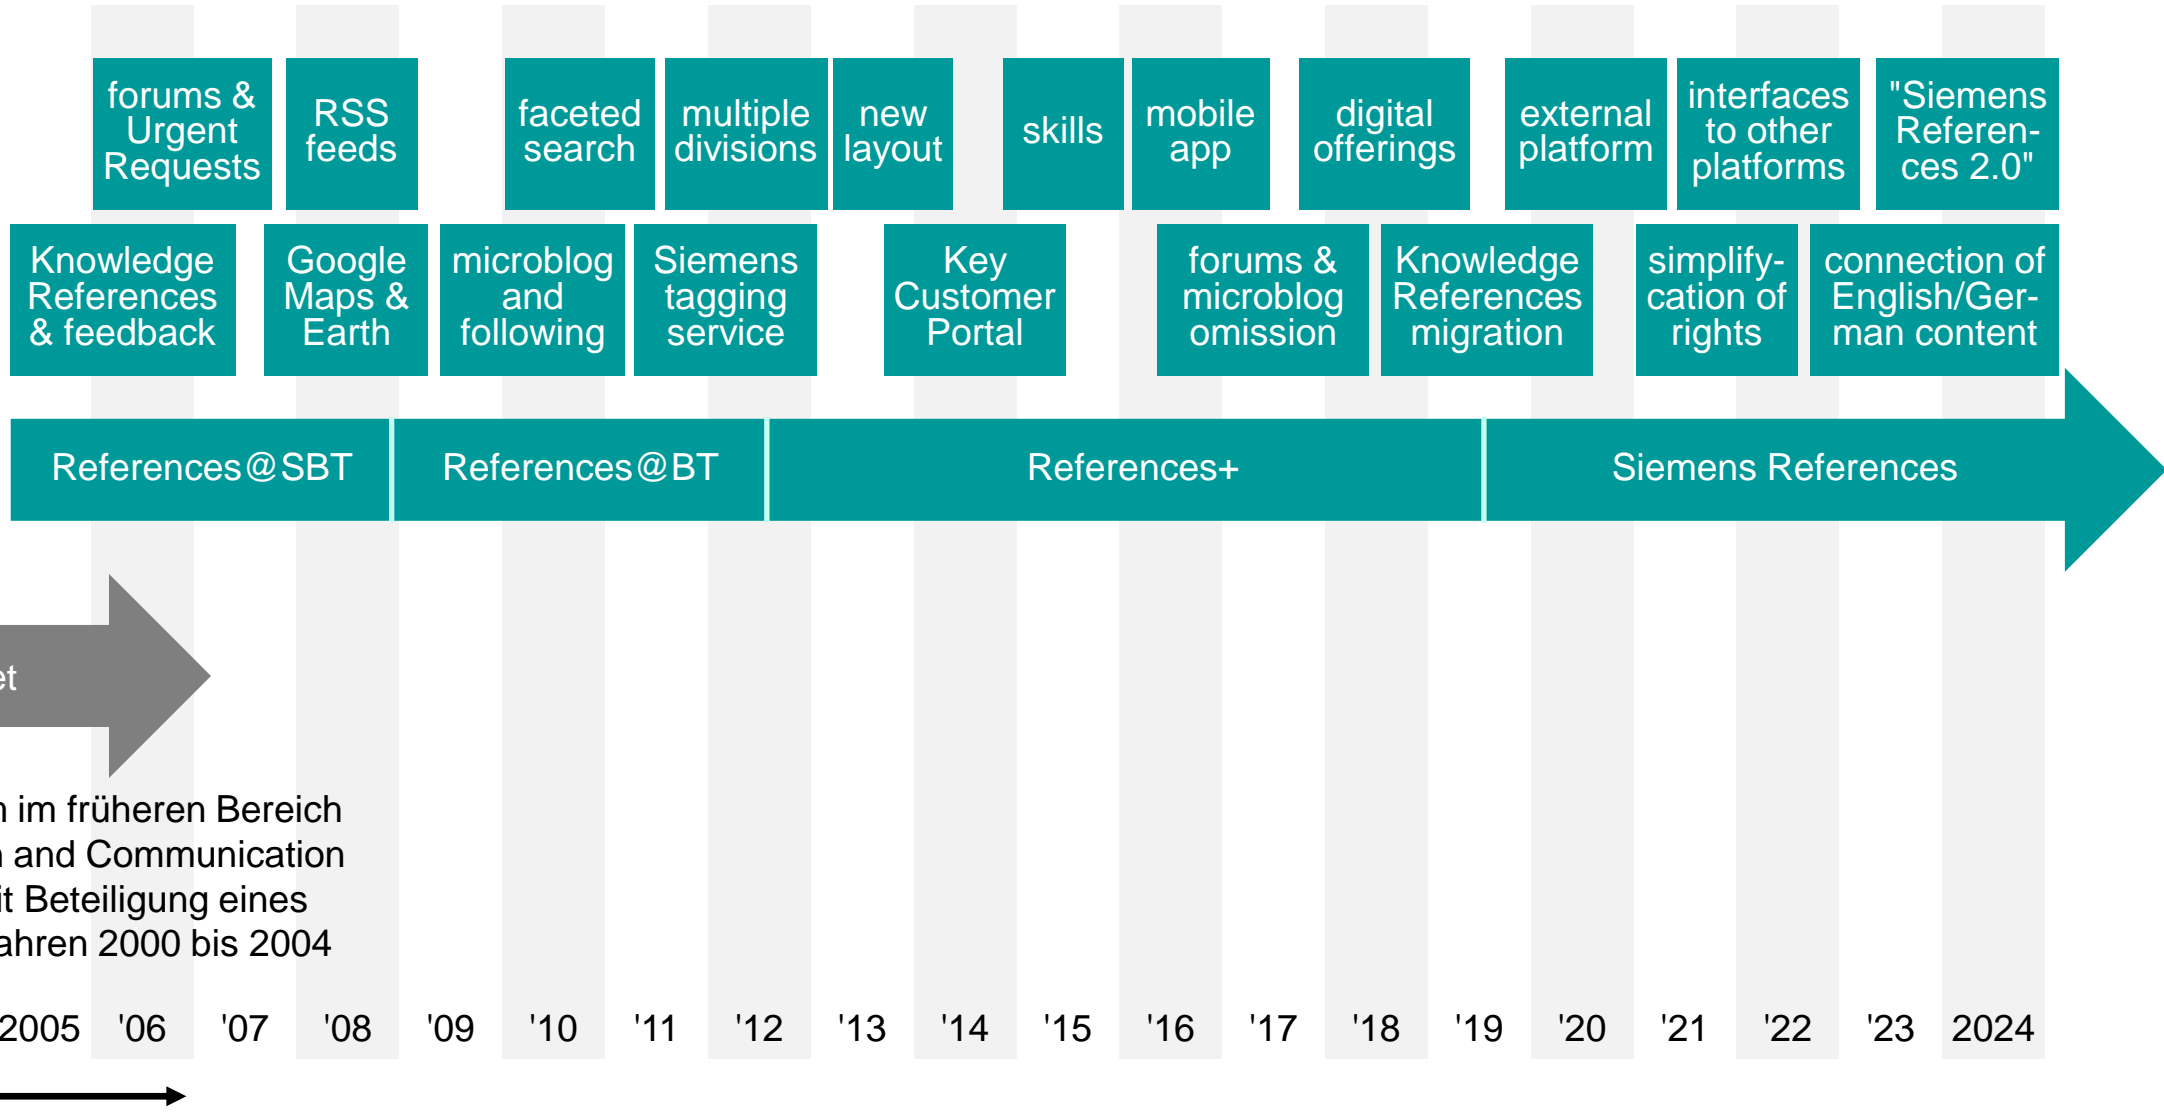 forums &
Urgent
Requests
RSS
feeds
faceted
search
multiple
divisions
new
layout
skills
mobile
app
digital
offerings
external
platform
interfaces
to other
platforms
"Siemens
Referen-
ces 2.0"
Knowledge
References
& feedback
Google
Maps &
Earth
microblog
and
following
Siemens
tagging
service
Key
Customer
Portal
forums &
microblog
omission
Knowledge
References
migration
simplify-
cation of
rights
connection of
English/Ger-
man content
References@SBT
References@BT
References+
Siemens References
et
im früheren Bereich
and Communication
it Beteiligung eines
ahren 2000 bis 2004
2005 '06 '07 '08 '09 '10 '11 '12 '13 '14 '15 '16 '17 '18 '19 '20 '21 '22 '23 2024